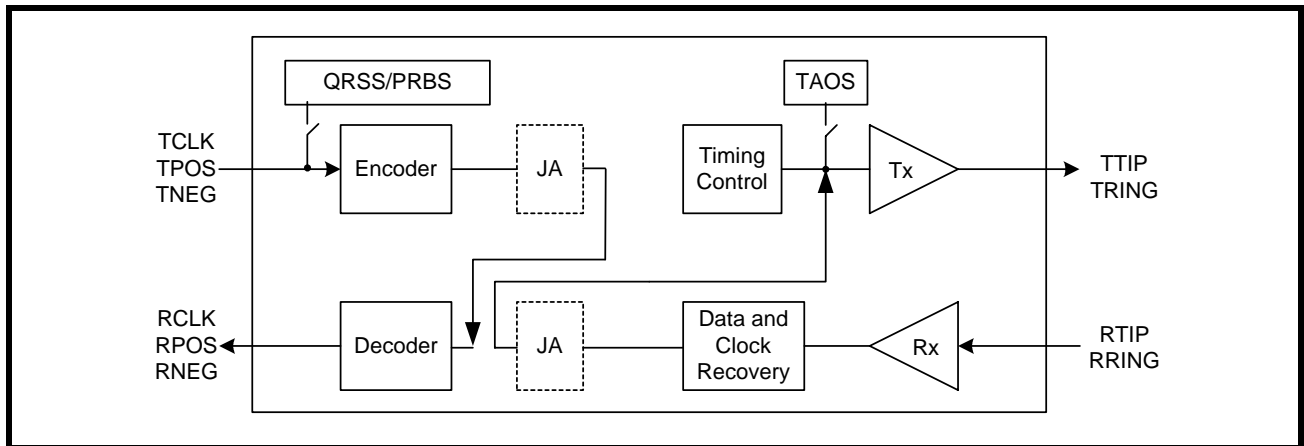 QRSS/PRBS
TAOS
TCLK
TPOS
TNEG
Encoder
JA
Timing
Control
Tx
TTIP
TRING
RCLK
RPOS
RNEG
Decoder
JA
Data and
Clock
Recovery
Rx
RTIP
RRING